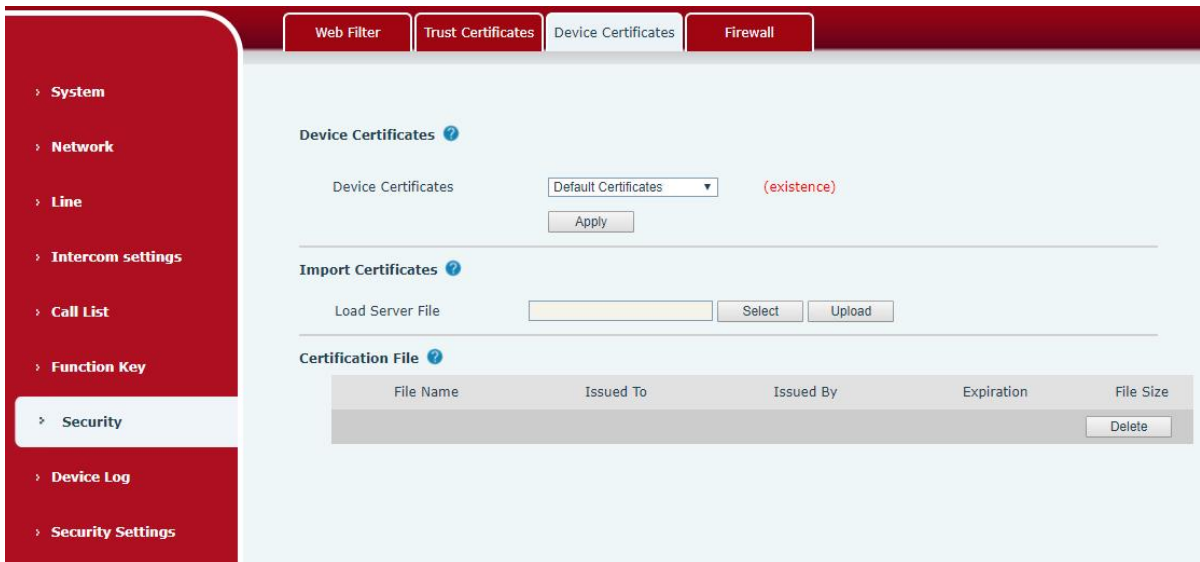 Web Filter Trust Certificates Device Certificates Firewall
System
Network
Line
Intercom settings
Call List
Function Key
Security
Device Log
Security Settings
Device Certificates
Device Certificates Default Certificates (existence)
Apply
Import Certificates
Load Server File Select Upload
Certification File
File Name Issued To Issued By Expiration File Size
Delete